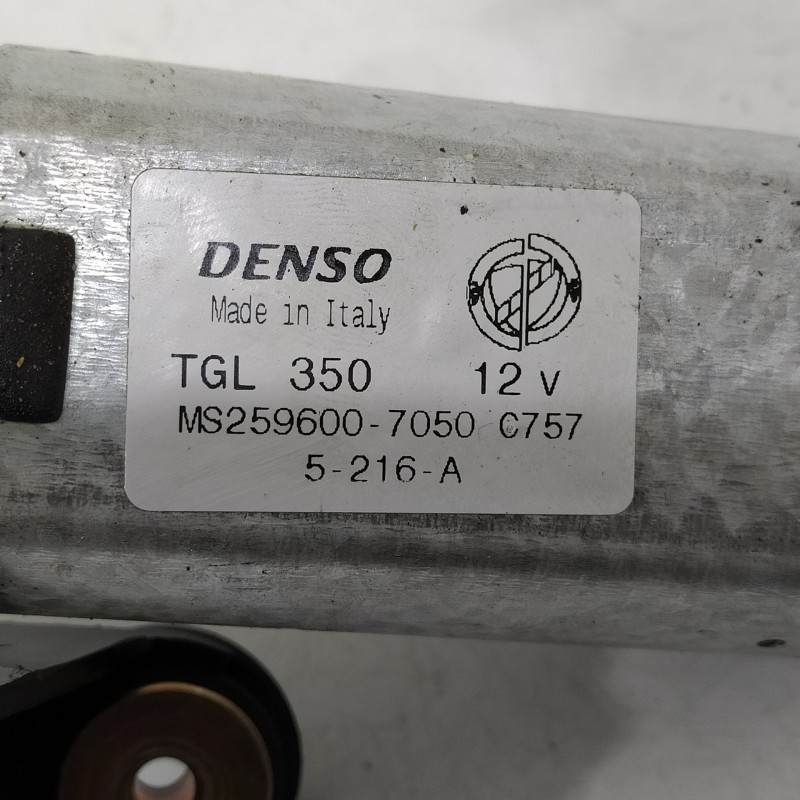 DENSO
Made in Italy
TGL 350 12 V
MS259600-7050 C757
5-216-A